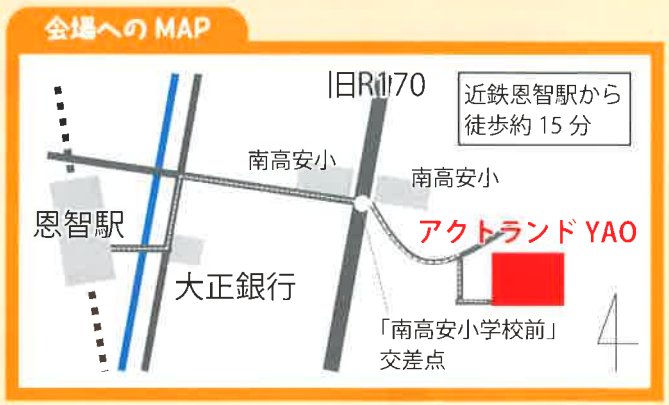 会場へのMAP
旧R170
近鉄恩智駅から
徒歩約15分
南高安小
南高安小
恩智駅
アクトランドYAO
大正銀行
「南高安小学校前」
交差点